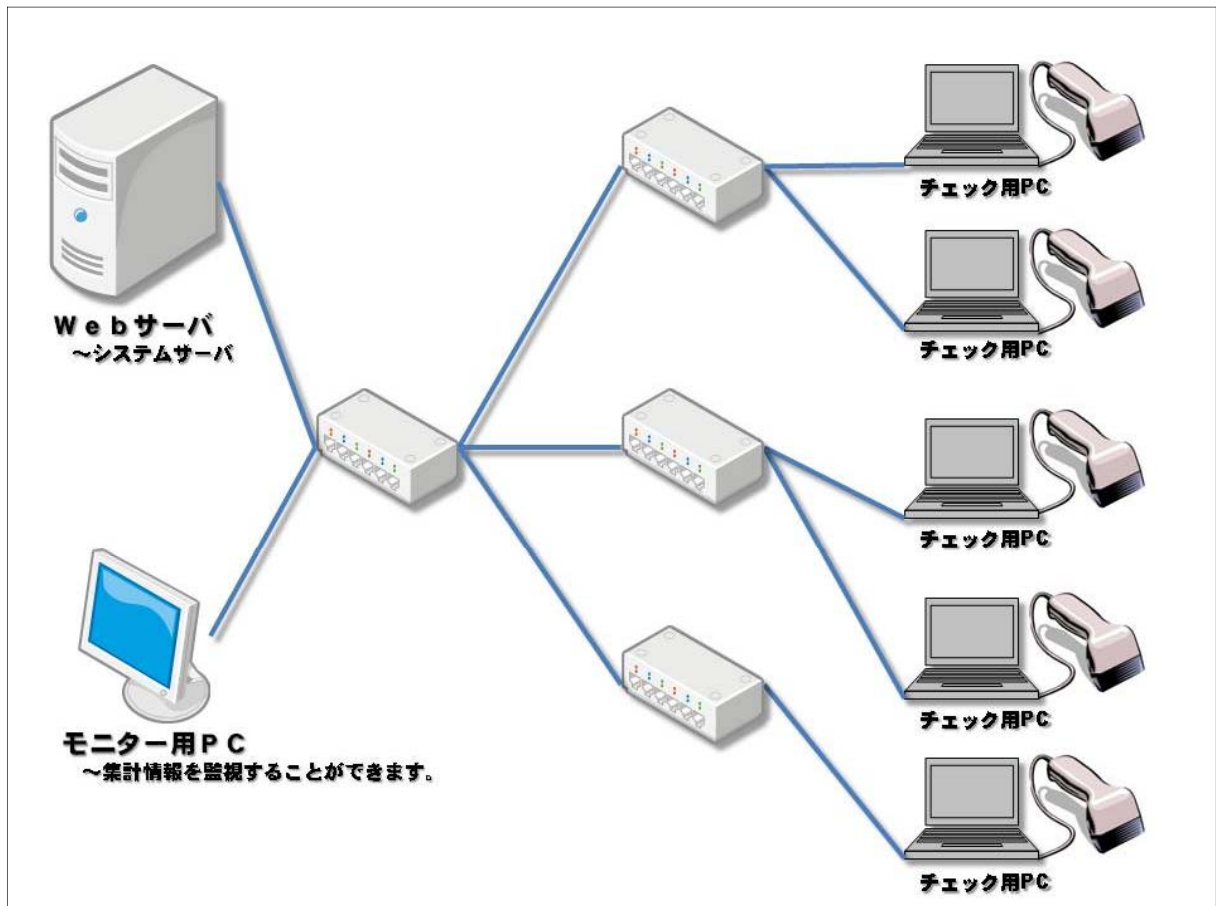 Ｗｅｂサーバ
～システムサーバ
モニター用ＰＣ
～集計情報を監視することができます。
チェック用PC
チェック用PC
チェック用PC
チェック用PC
チェック用PC